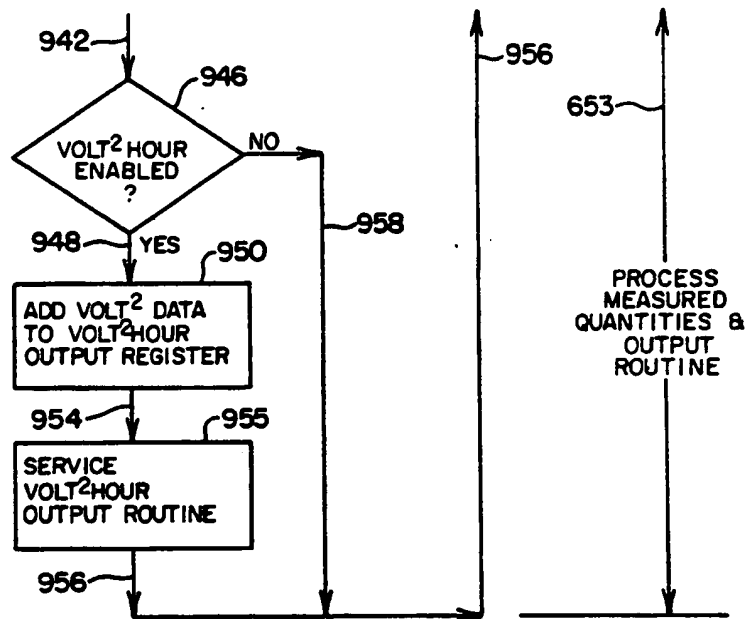 942
946
956
653
VOLT² HOUR
ENABLED
?
NO
948
YES
958
950
ADD VOLT² DATA
TO VOLT²HOUR
OUTPUT REGISTER
PROCESS
MEASURED
QUANTITIES &
OUTPUT
ROUTINE
954
955
SERVICE
VOLT²HOUR
OUTPUT ROUTINE
956